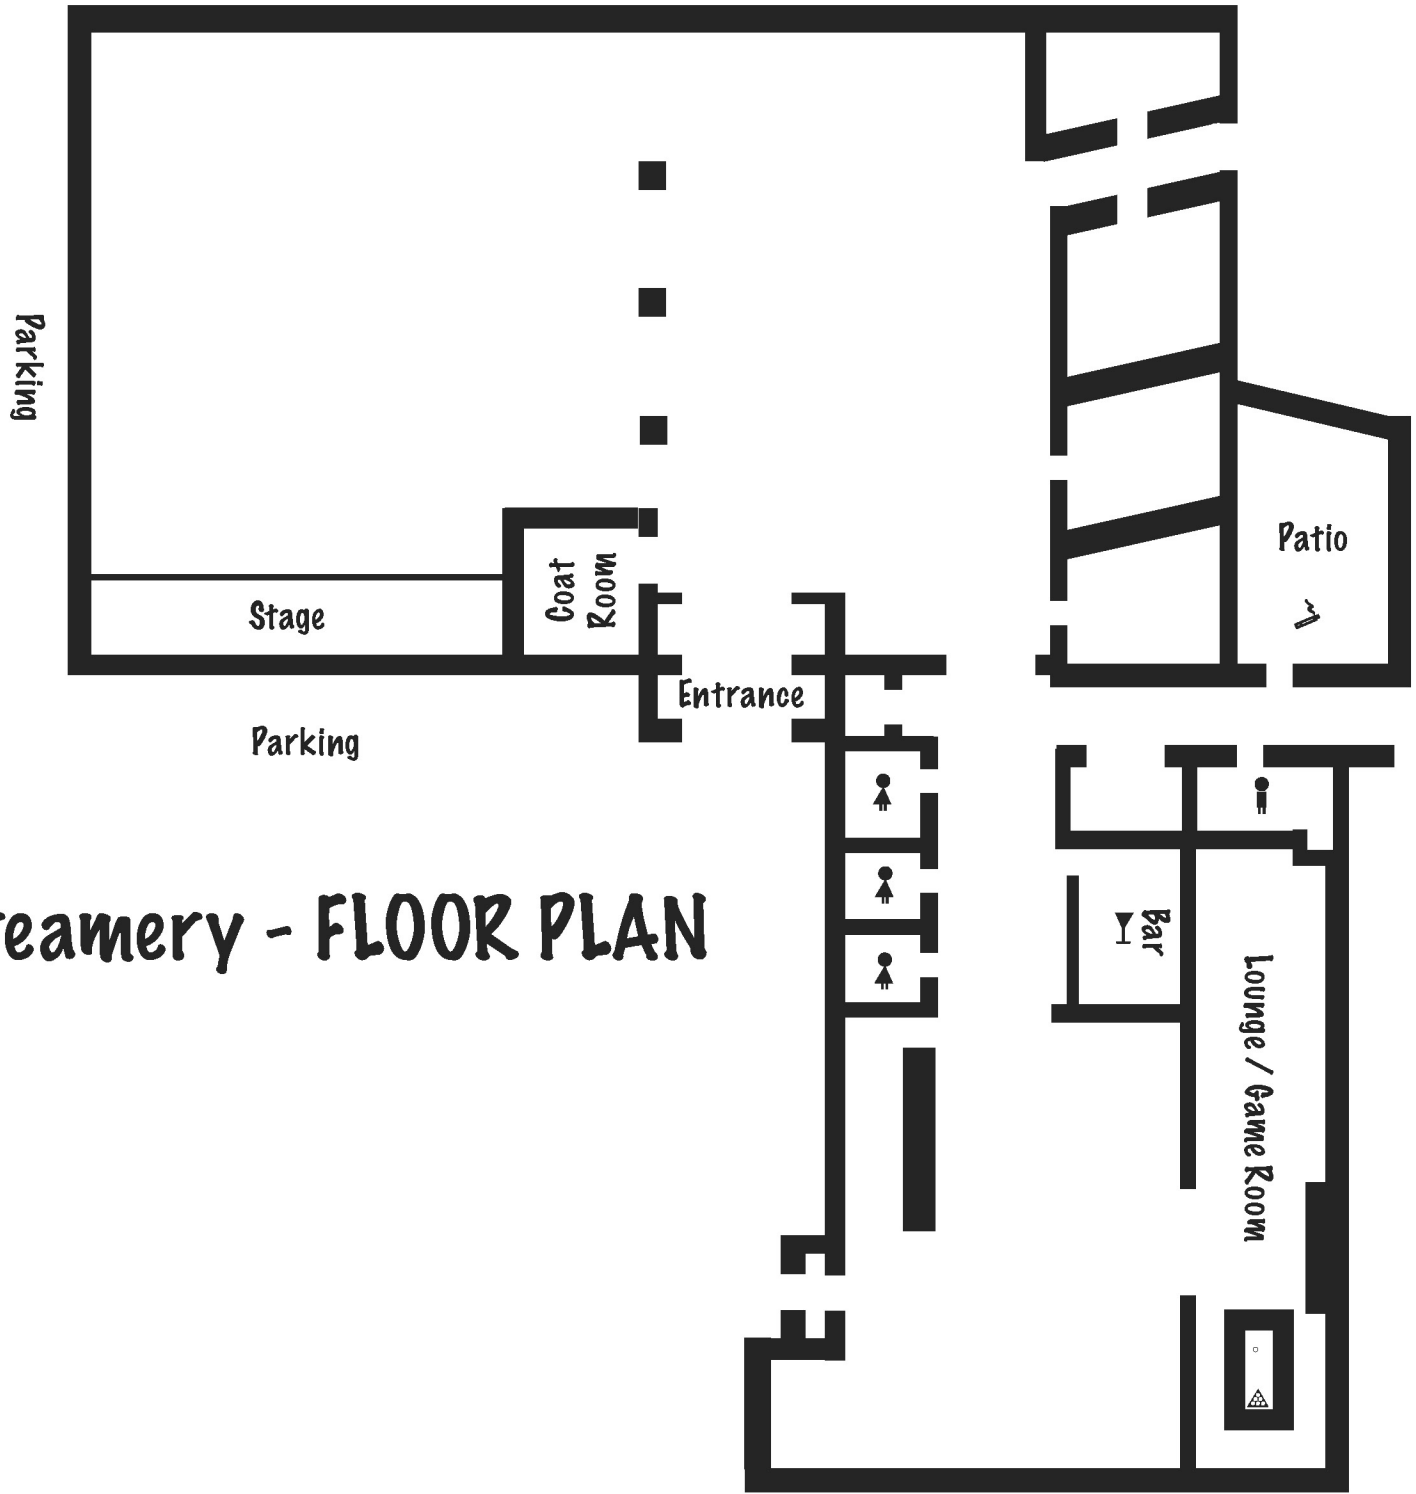 Parking
Patio
Coat
Room
Stage
Entrance
Parking
eamery - FLOOR PLAN
Bar
Lounge / Game Room